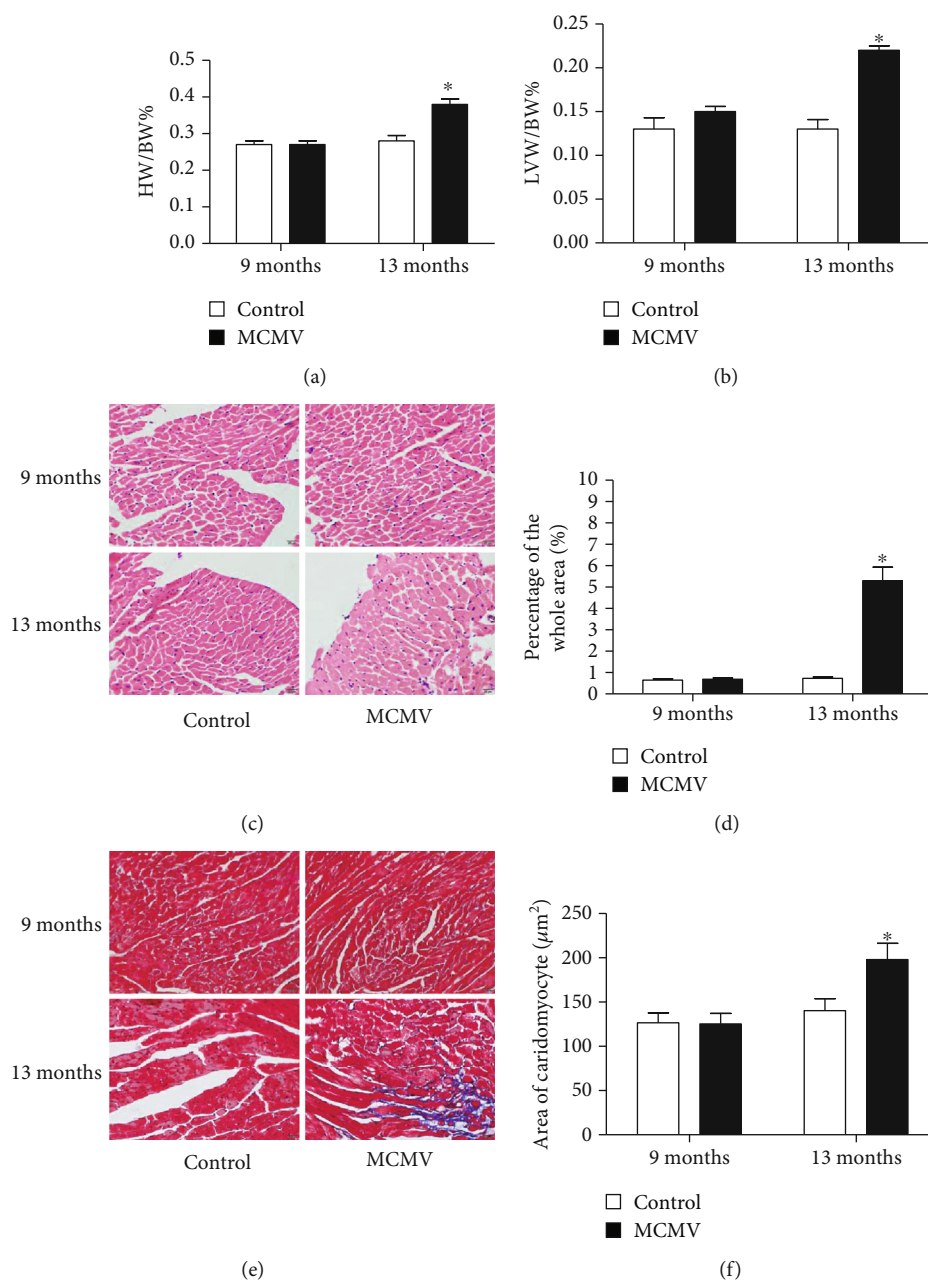 HW/BW%
0.5
0.4
0.3
0.2
0.1
0.0
*
9 months
13 months
Control
MCMV
(a)
LVW/BW%
0.25
0.20
0.15
0.10
0.05
0.00
*
9 months
13 months
Control
MCMV
(b)
9 months
13 months
Control
MCMV
(c)
Percentage of the
whole area (%)
10
9
8
7
6
5
4
3
2
1
0
*
9 months
13 months
Control
MCMV
(d)
9 months
13 months
Control
MCMV
(e)
Area of caridomyocyte (μm²)
250
200
150
100
50
0
*
9 months
13 months
Control
MCMV
(f)